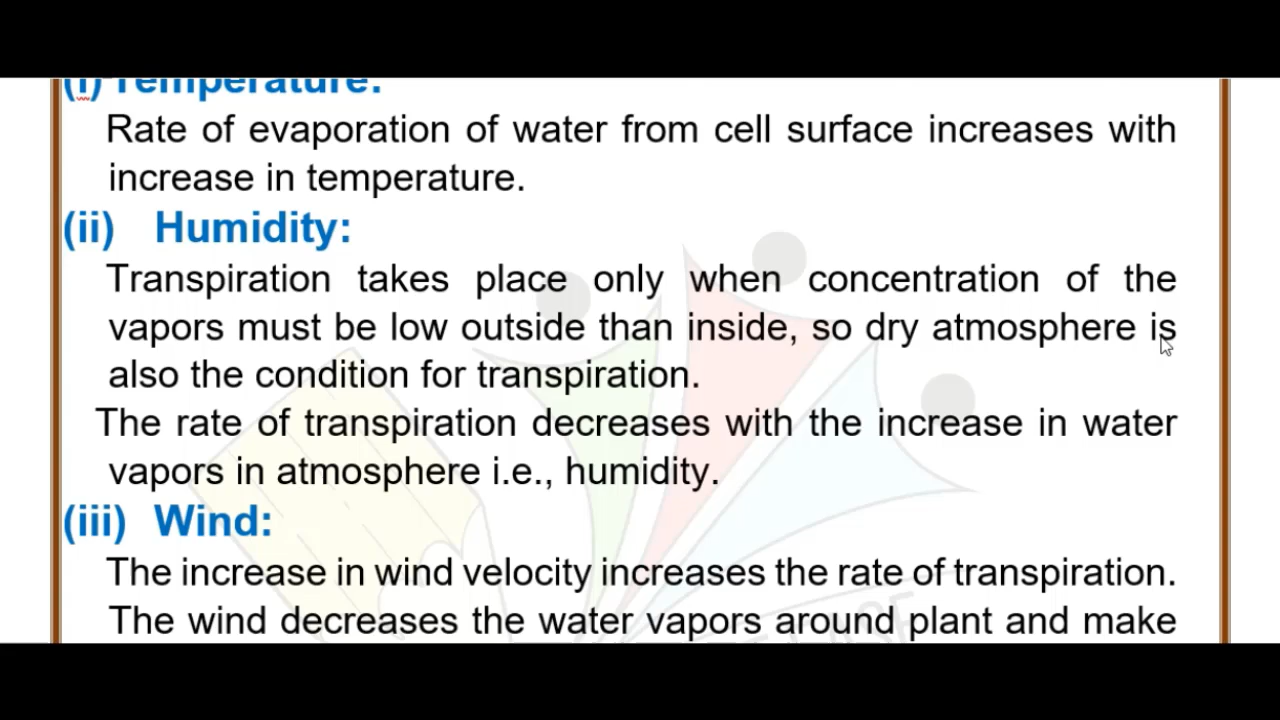 (i) Temperature:
Rate of evaporation of water from cell surface increases with
increase in temperature.
(ii) Humidity:
Transpiration takes place only when concentration of the
vapors must be low outside than inside, so dry atmosphere is
also the condition for transpiration.
The rate of transpiration decreases with the increase in water
vapors in atmosphere i.e., humidity.
(iii) Wind:
The increase in wind velocity increases the rate of transpiration.
The wind decreases the water vapors around plant and make